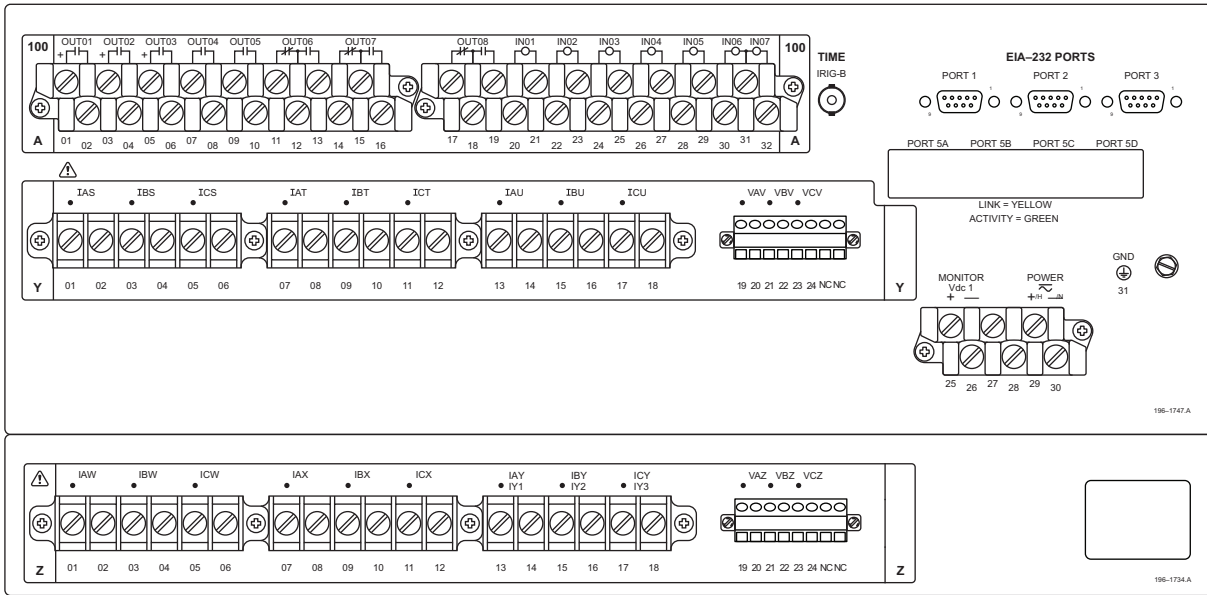 100 OUT01 OUT02 OUT03 OUT04 OUT05 OUT06 OUT07 OUT08 IN01 IN02 IN03 IN04 IN05 IN06 IN07 100
+ + +
A 01 02 03 04 05 06 07 08 09 10 11 12 13 14 15 16 17 18 19 20 21 22 23 24 25 26 27 28 29 30 31 32 A
TIME
IRIG-B
EIA–232 PORTS
PORT 1 PORT 2 PORT 3
1 1 1
9 9 9
PORT 5A PORT 5B PORT 5C PORT 5D
LINK = YELLOW
ACTIVITY = GREEN
IAS IBS ICS IAT IBT ICT IAU IBU ICU VAV VBV VCV
Y 01 02 03 04 05 06 07 08 09 10 11 12 13 14 15 16 17 18 19 20 21 22 23 24 NC NC Y
GND
31
MONITOR
Vdc 1
+ —
POWER
+/H —/N
25 26 27 28 29 30
196–1747.A
IAW IBW ICW IAX IBX ICX IAY IBY ICY VAZ VBZ VCZ
IY1 IY2 IY3
Z 01 02 03 04 05 06 07 08 09 10 11 12 13 14 15 16 17 18 19 20 21 22 23 24 NC NC Z
196–1734.A